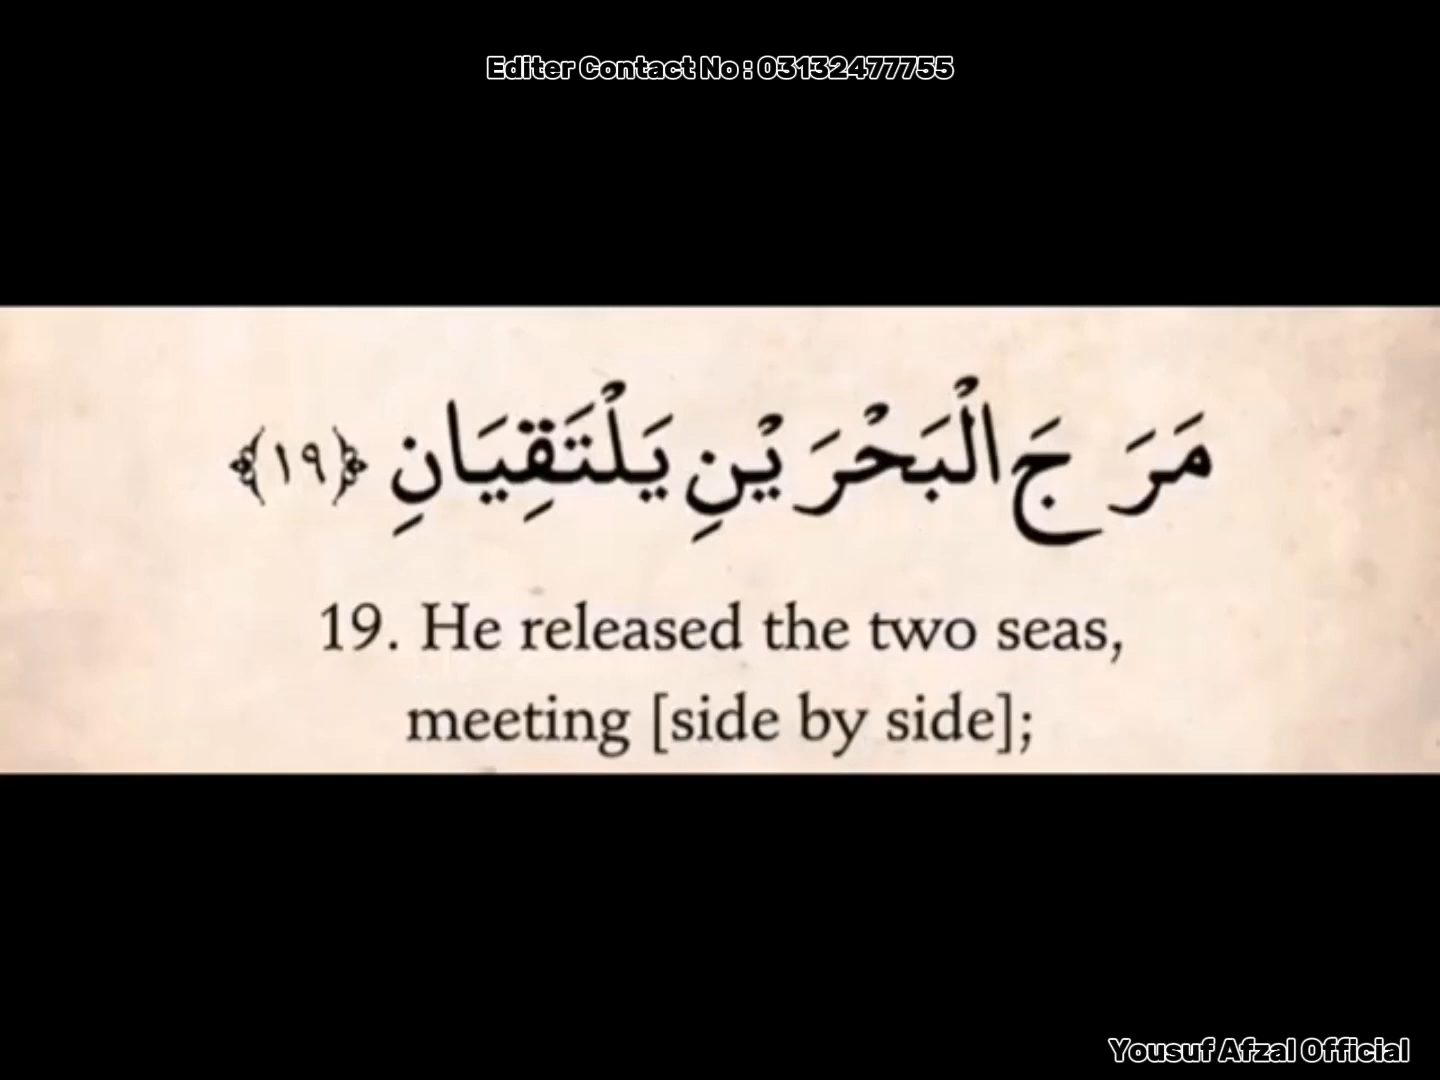 Editer Contact No : 03132477755
مَرَجَ الْبَحْرَيْنِ يَلْتَقِيَانِ ﴿١٩﴾
19. He released the two seas,
meeting [side by side];
Yousuf Afzal Official